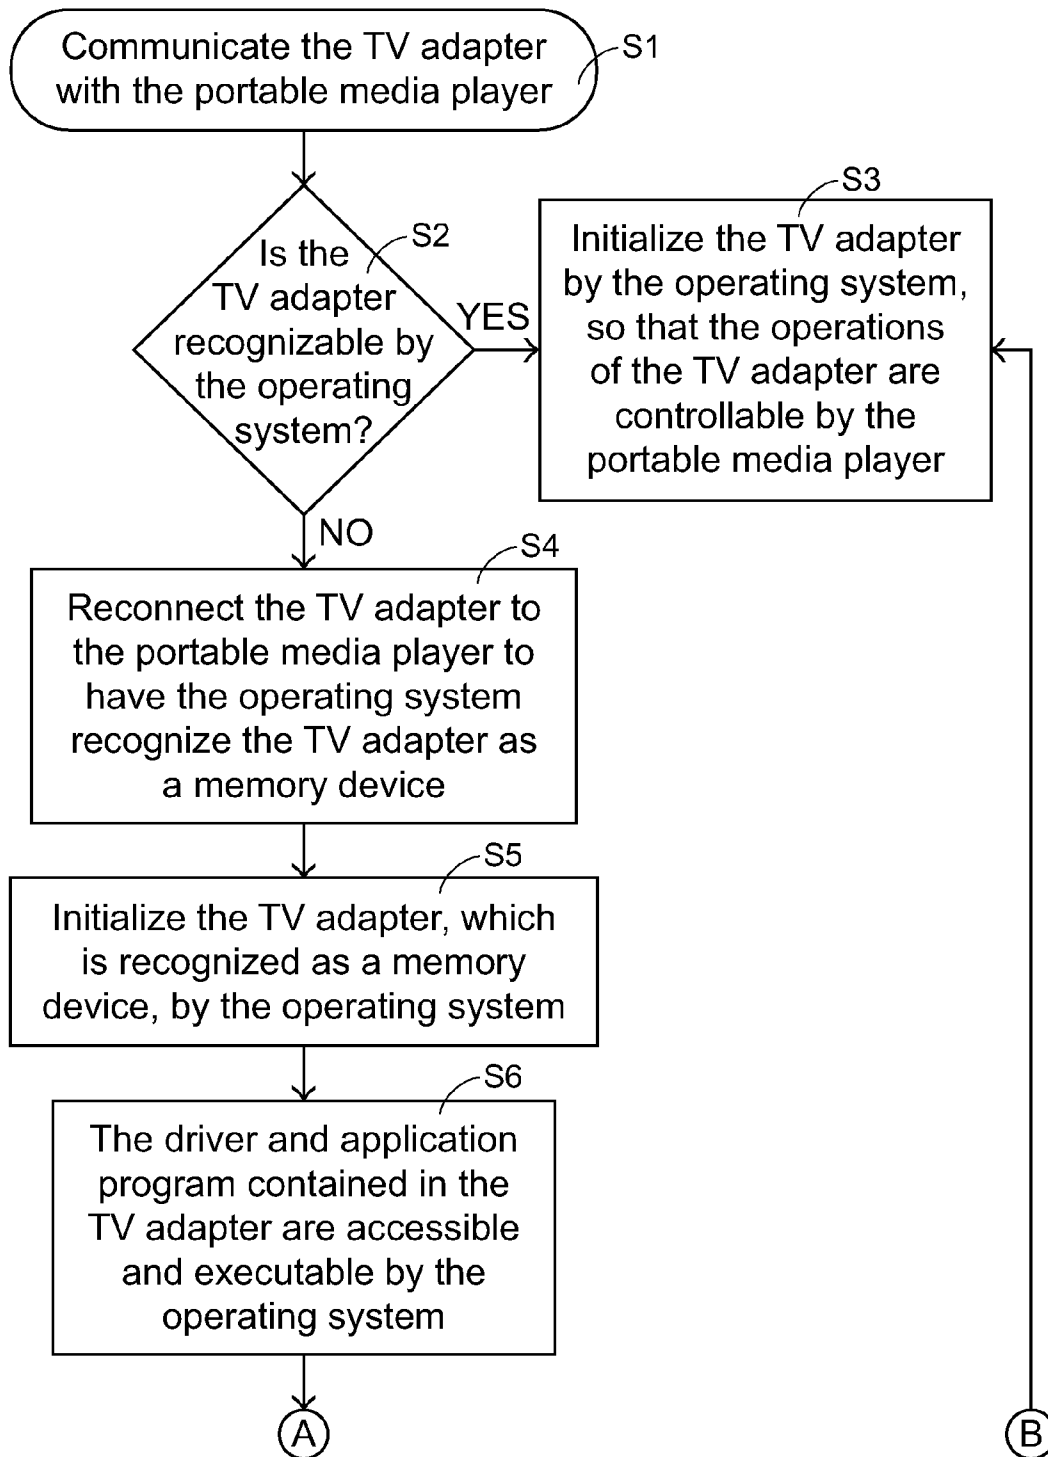 Communicate the TV adapter
with the portable media player
S1
Is the
TV adapter
recognizable by
the operating
system?
S2
YES
S3
Initialize the TV adapter
by the operating system,
so that the operations
of the TV adapter are
controllable by the
portable media player
NO
S4
Reconnect the TV adapter to
the portable media player to
have the operating system
recognize the TV adapter as
a memory device
S5
Initialize the TV adapter, which
is recognized as a memory
device, by the operating system
S6
The driver and application
program contained in the
TV adapter are accessible
and executable by the
operating system
A
B